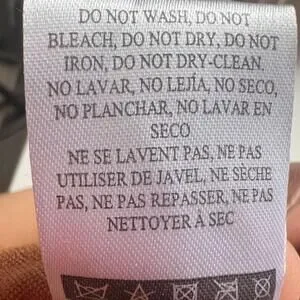 DO NOT WASH, DO NOT
BLEACH, DO NOT DRY, DO NOT
IRON, DO NOT DRY-CLEAN.
NO LAVAR, NO LEJÍA, NO SECO,
NO PLANCHAR, NO LAVAR EN
SECO
NE SE LAVENT PAS, NE PAS
UTILISER DE JAVEL, NE SECHE
PAS, NE PAS REPASSER, NE PAS
NETTOYER À SEC